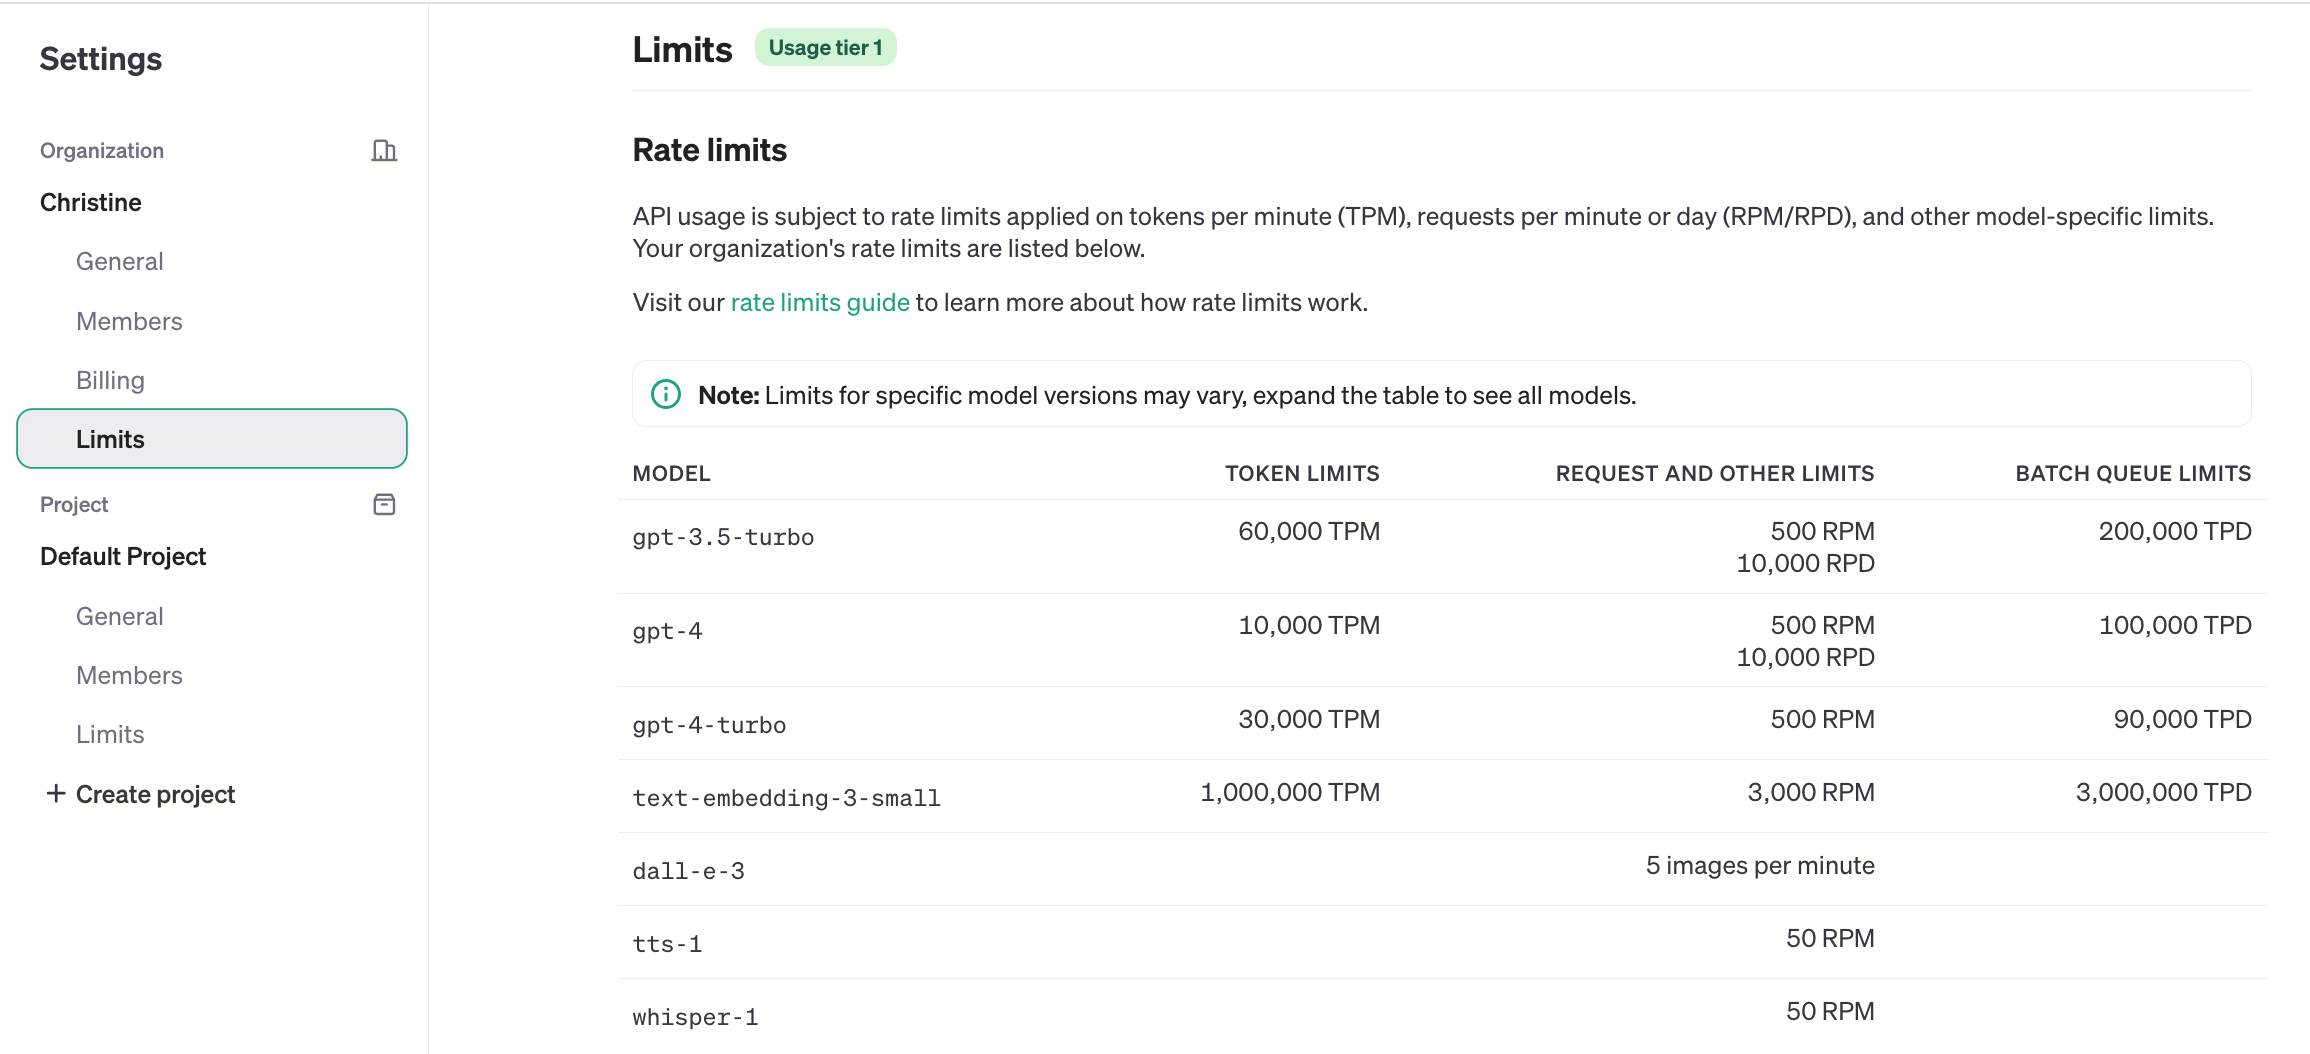 Settings
Organization
Christine
General
Members
Billing
Limits
Project
Default Project
General
Members
Limits
+ Create project
Limits
Usage tier 1
Rate limits
API usage is subject to rate limits applied on tokens per minute (TPM), requests per minute or day (RPM/RPD), and other model-specific limits.
Your organization's rate limits are listed below.
Visit our rate limits guide to learn more about how rate limits work.
Note: Limits for specific model versions may vary, expand the table to see all models.
MODEL TOKEN LIMITS REQUEST AND OTHER LIMITS BATCH QUEUE LIMITS
gpt-3.5-turbo 60,000 TPM 500 RPM 200,000 TPD
10,000 RPD
gpt-4 10,000 TPM 500 RPM 100,000 TPD
10,000 RPD
gpt-4-turbo 30,000 TPM 500 RPM 90,000 TPD
text-embedding-3-small 1,000,000 TPM 3,000 RPM 3,000,000 TPD
dall-e-3 5 images per minute
tts-1 50 RPM
whisper-1 50 RPM